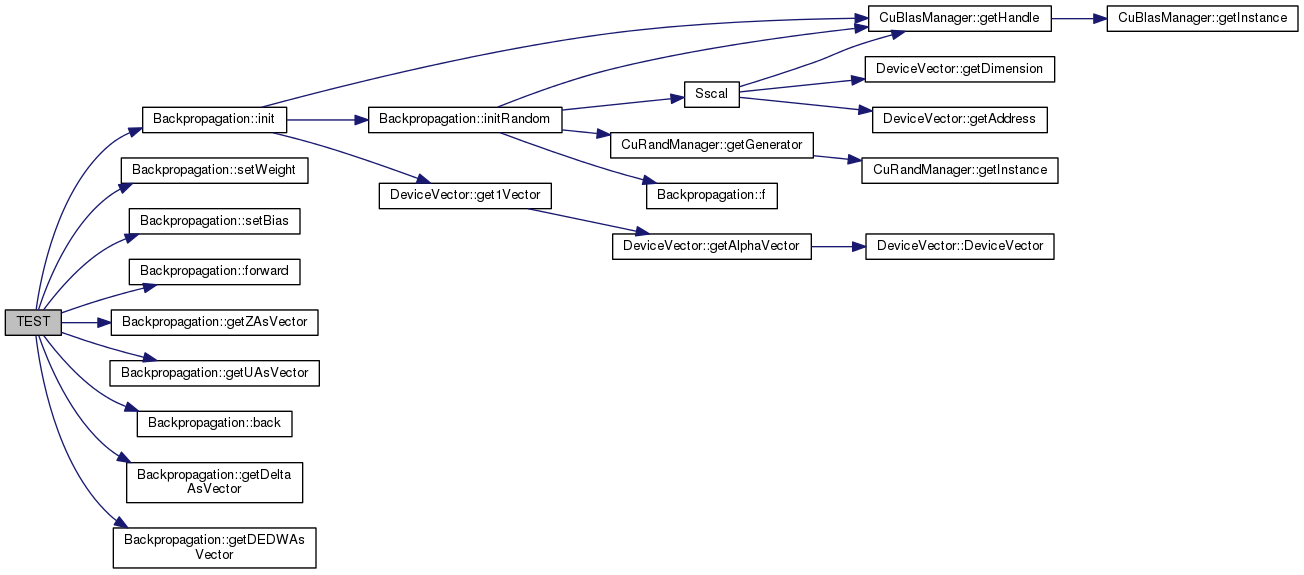 TEST
Backpropagation::init
Backpropagation::setWeight
Backpropagation::setBias
Backpropagation::forward
Backpropagation::getZAsVector
Backpropagation::getUAsVector
Backpropagation::back
Backpropagation::getDelta
AsVector
Backpropagation::getDEDWAs
Vector
Backpropagation::initRandom
DeviceVector::get1Vector
Sscal
CuRandManager::getGenerator
Backpropagation::f
DeviceVector::getAlphaVector
CuBlasManager::getHandle
DeviceVector::getDimension
DeviceVector::getAddress
CuRandManager::getInstance
DeviceVector::DeviceVector
CuBlasManager::getInstance